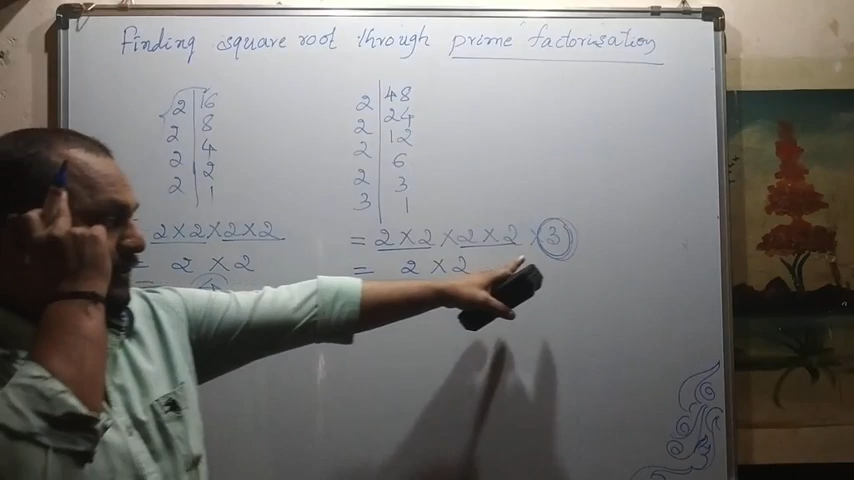 Finding square root through prime factorisation
2 | 16
2 | 8
2 | 4
2 | 2
2 | 1
= 2 × 2 × 2 × 2
= 2 × 2
= 4
2 | 48
2 | 24
2 | 12
2 | 6
3 | 3
1
= 2 × 2 × 2 × 2 × 3
= 2 × 2